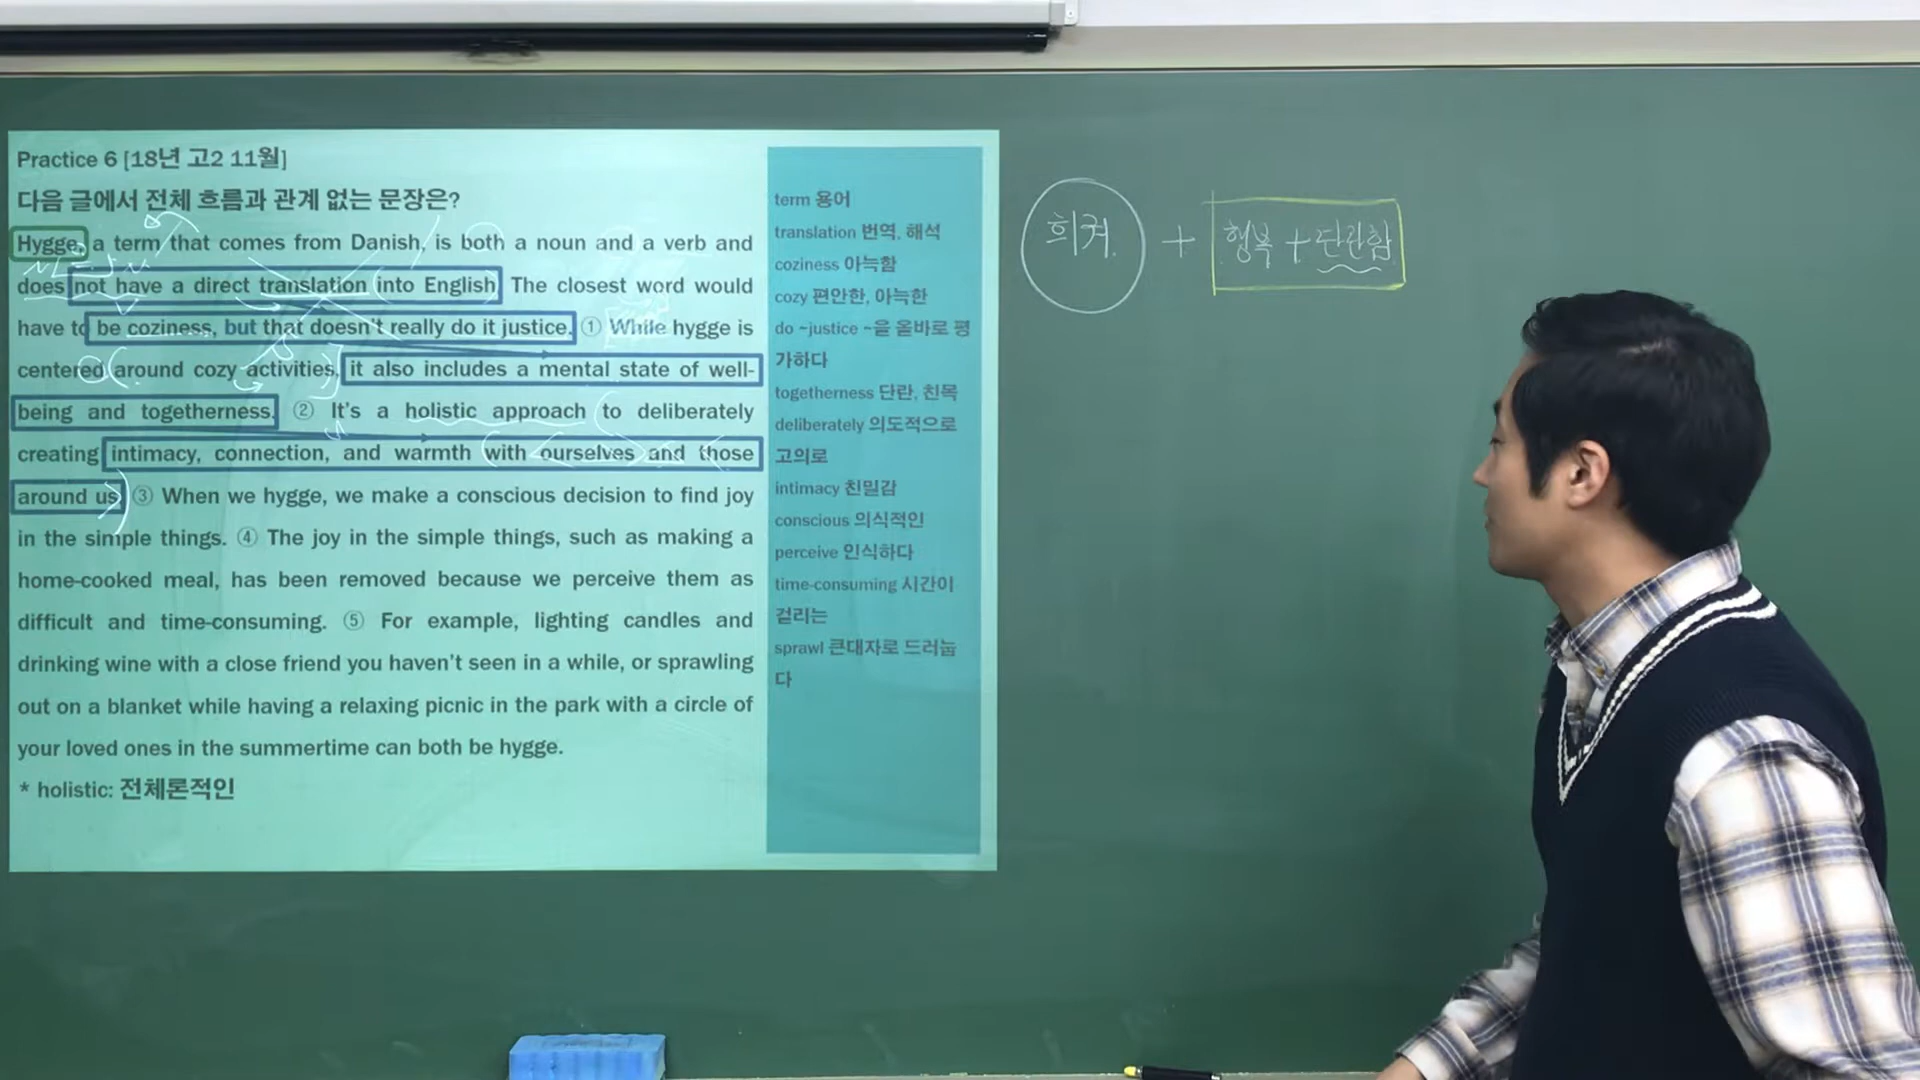 Practice 6 [18년 고2 11월]
다음 글에서 전체 흐름과 관계 없는 문장은?
Hygge, a term that comes from Danish, is both a noun and a verb and
does not have a direct translation into English. The closest word would
have to be coziness, but that doesn't really do it justice. ① While hygge is
centered around cozy activities, it also includes a mental state of well-
being and togetherness. ② It's a holistic approach to deliberately
creating intimacy, connection, and warmth with ourselves and those
around us. ③ When we hygge, we make a conscious decision to find joy
in the simple things. ④ The joy in the simple things, such as making a
home-cooked meal, has been removed because we perceive them as
difficult and time-consuming. ⑤ For example, lighting candles and
drinking wine with a close friend you haven't seen in a while, or sprawling
out on a blanket while having a relaxing picnic in the park with a circle of
your loved ones in the summertime can both be hygge.
* holistic: 전체론적인
term 용어
translation 번역, 해석
coziness 아늑함
cozy 편안한, 아늑한
do ~justice ~을 올바로 평
가하다
togetherness 단란, 친목
deliberately 의도적으로
고의로
intimacy 친밀감
conscious 의식적인
perceive 인식하다
time-consuming 시간이
걸리는
sprawl 큰대자로 드러눕
다
희겨 + 행복 + 단란함